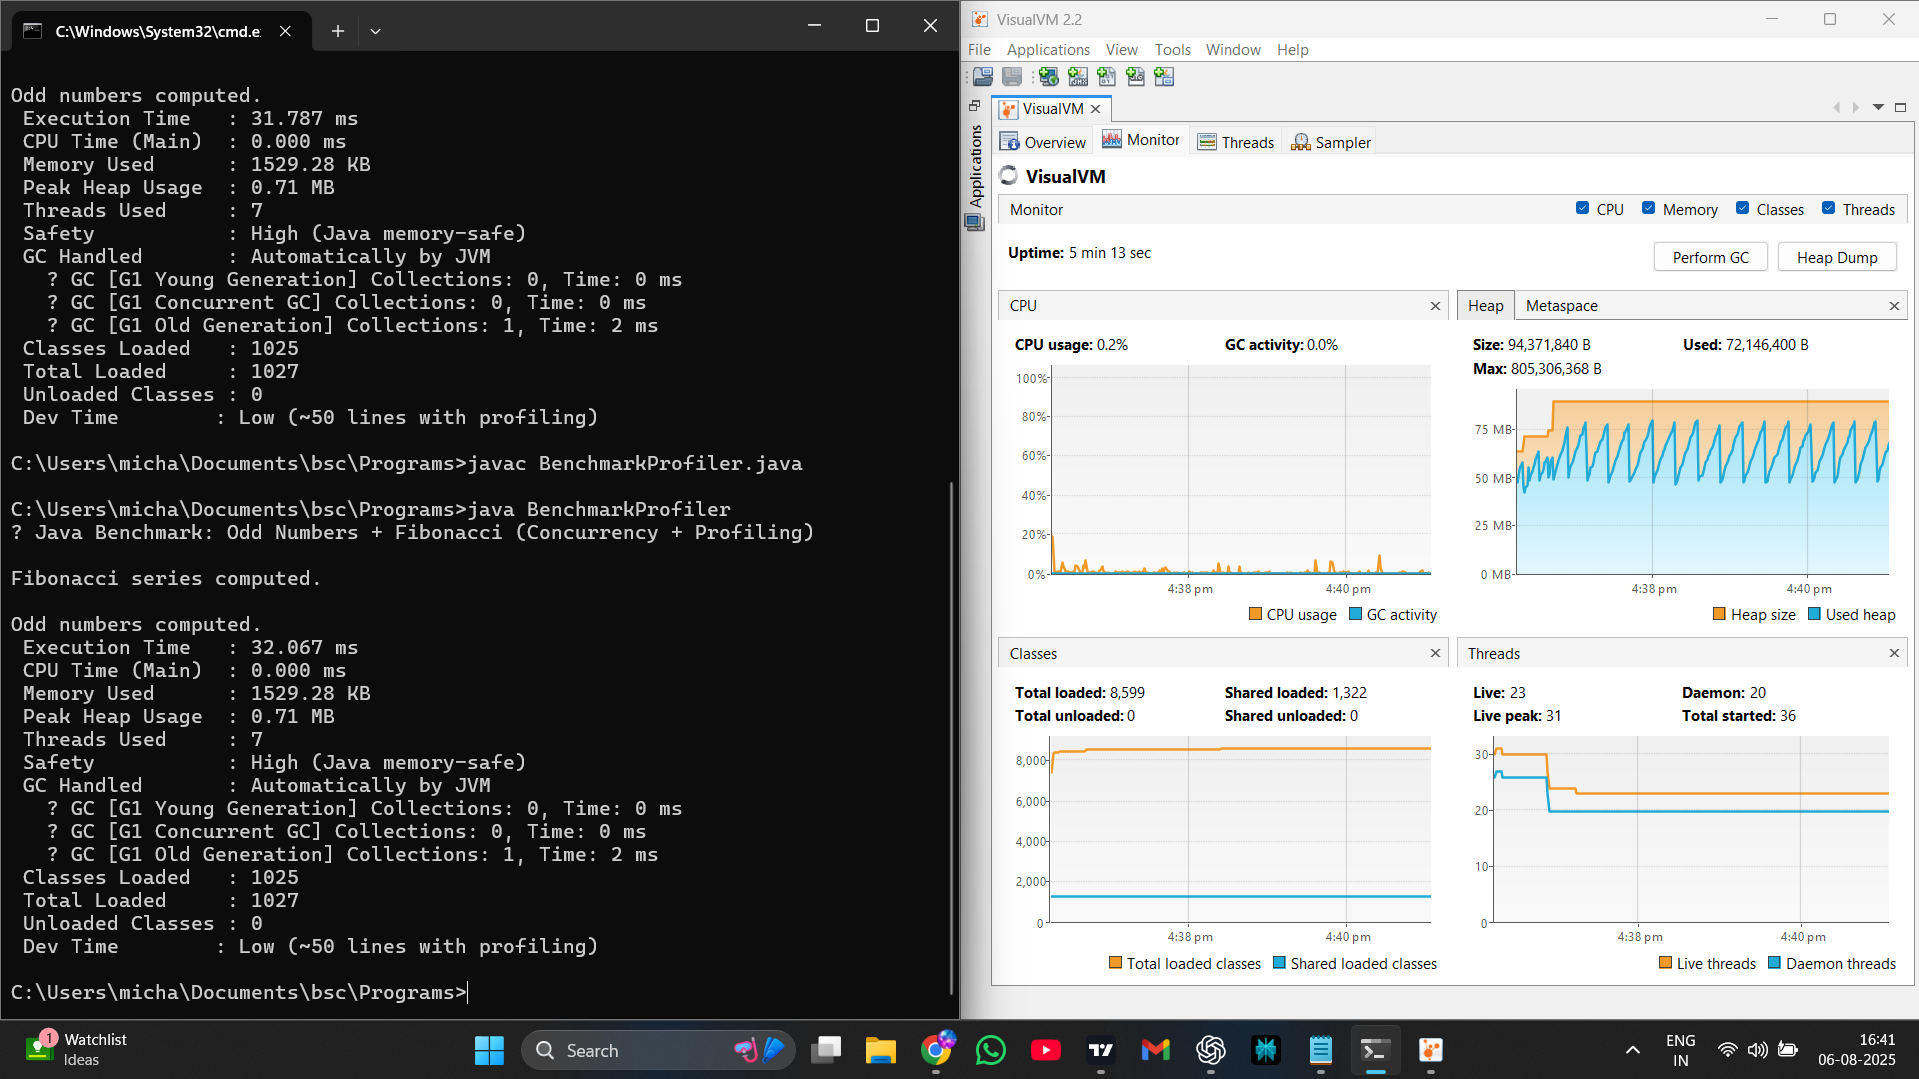 C:\Windows\System32\cmd.e
Odd numbers computed.
Execution Time   : 31.787 ms
CPU Time (Main)  : 0.000 ms
Memory Used      : 1529.28 KB
Peak Heap Usage  : 0.71 MB
Threads Used     : 7
Safety           : High (Java memory-safe)
GC Handled       : Automatically by JVM
? GC [G1 Young Generation] Collections: 0, Time: 0 ms
? GC [G1 Concurrent GC] Collections: 0, Time: 0 ms
? GC [G1 Old Generation] Collections: 1, Time: 2 ms
Classes Loaded   : 1025
Total Loaded     : 1027
Unloaded Classes : 0
Dev Time        : Low (~50 lines with profiling)
C:\Users\micha\Documents\bsc\Programs>javac BenchmarkProfiler.java
C:\Users\micha\Documents\bsc\Programs>java BenchmarkProfiler
? Java Benchmark: Odd Numbers + Fibonacci (Concurrency + Profiling)
Fibonacci series computed.
Odd numbers computed.
Execution Time   : 32.067 ms
CPU Time (Main)  : 0.000 ms
Memory Used      : 1529.28 KB
Peak Heap Usage  : 0.71 MB
Threads Used     : 7
Safety           : High (Java memory-safe)
GC Handled       : Automatically by JVM
? GC [G1 Young Generation] Collections: 0, Time: 0 ms
? GC [G1 Concurrent GC] Collections: 0, Time: 0 ms
? GC [G1 Old Generation] Collections: 1, Time: 2 ms
Classes Loaded   : 1025
Total Loaded     : 1027
Unloaded Classes : 0
Dev Time        : Low (~50 lines with profiling)
C:\Users\micha\Documents\bsc\Programs>
VisualVM 2.2
File Applications View Tools Window Help
Applications
VisualVM
Overview Monitor Threads Sampler
VisualVM
Monitor CPU Memory Classes Threads
Uptime: 5 min 13 sec
Perform GC Heap Dump
CPU
CPU usage: 0.2% GC activity: 0.0%
100%
80%
60%
40%
20%
0%
4:38 pm 4:40 pm
CPU usage GC activity
Heap Metaspace
Size: 94,371,840 B Used: 72,146,400 B
Max: 805,306,368 B
75 MB
50 MB
25 MB
0 MB
4:38 pm 4:40 pm
Heap size Used heap
Classes
Total loaded: 8,599 Shared loaded: 1,322
Total unloaded: 0 Shared unloaded: 0
8,000
6,000
4,000
2,000
0
4:38 pm 4:40 pm
Total loaded classes Shared loaded classes
Threads
Live: 23 Daemon: 20
Live peak: 31 Total started: 36
30
20
10
0
4:38 pm 4:40 pm
Live threads Daemon threads
1
Watchlist
Ideas
Search
ENG
IN
16:41
06-08-2025